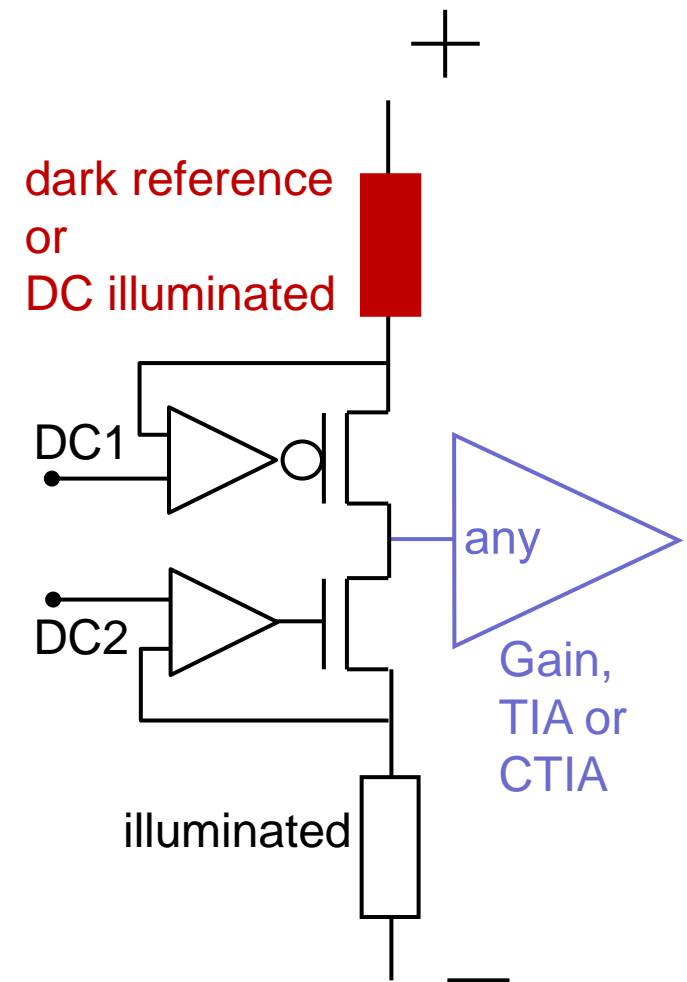 +
dark reference
or
DC illuminated
DC1
any
DC2
Gain,
TIA or
CTIA
illuminated
−